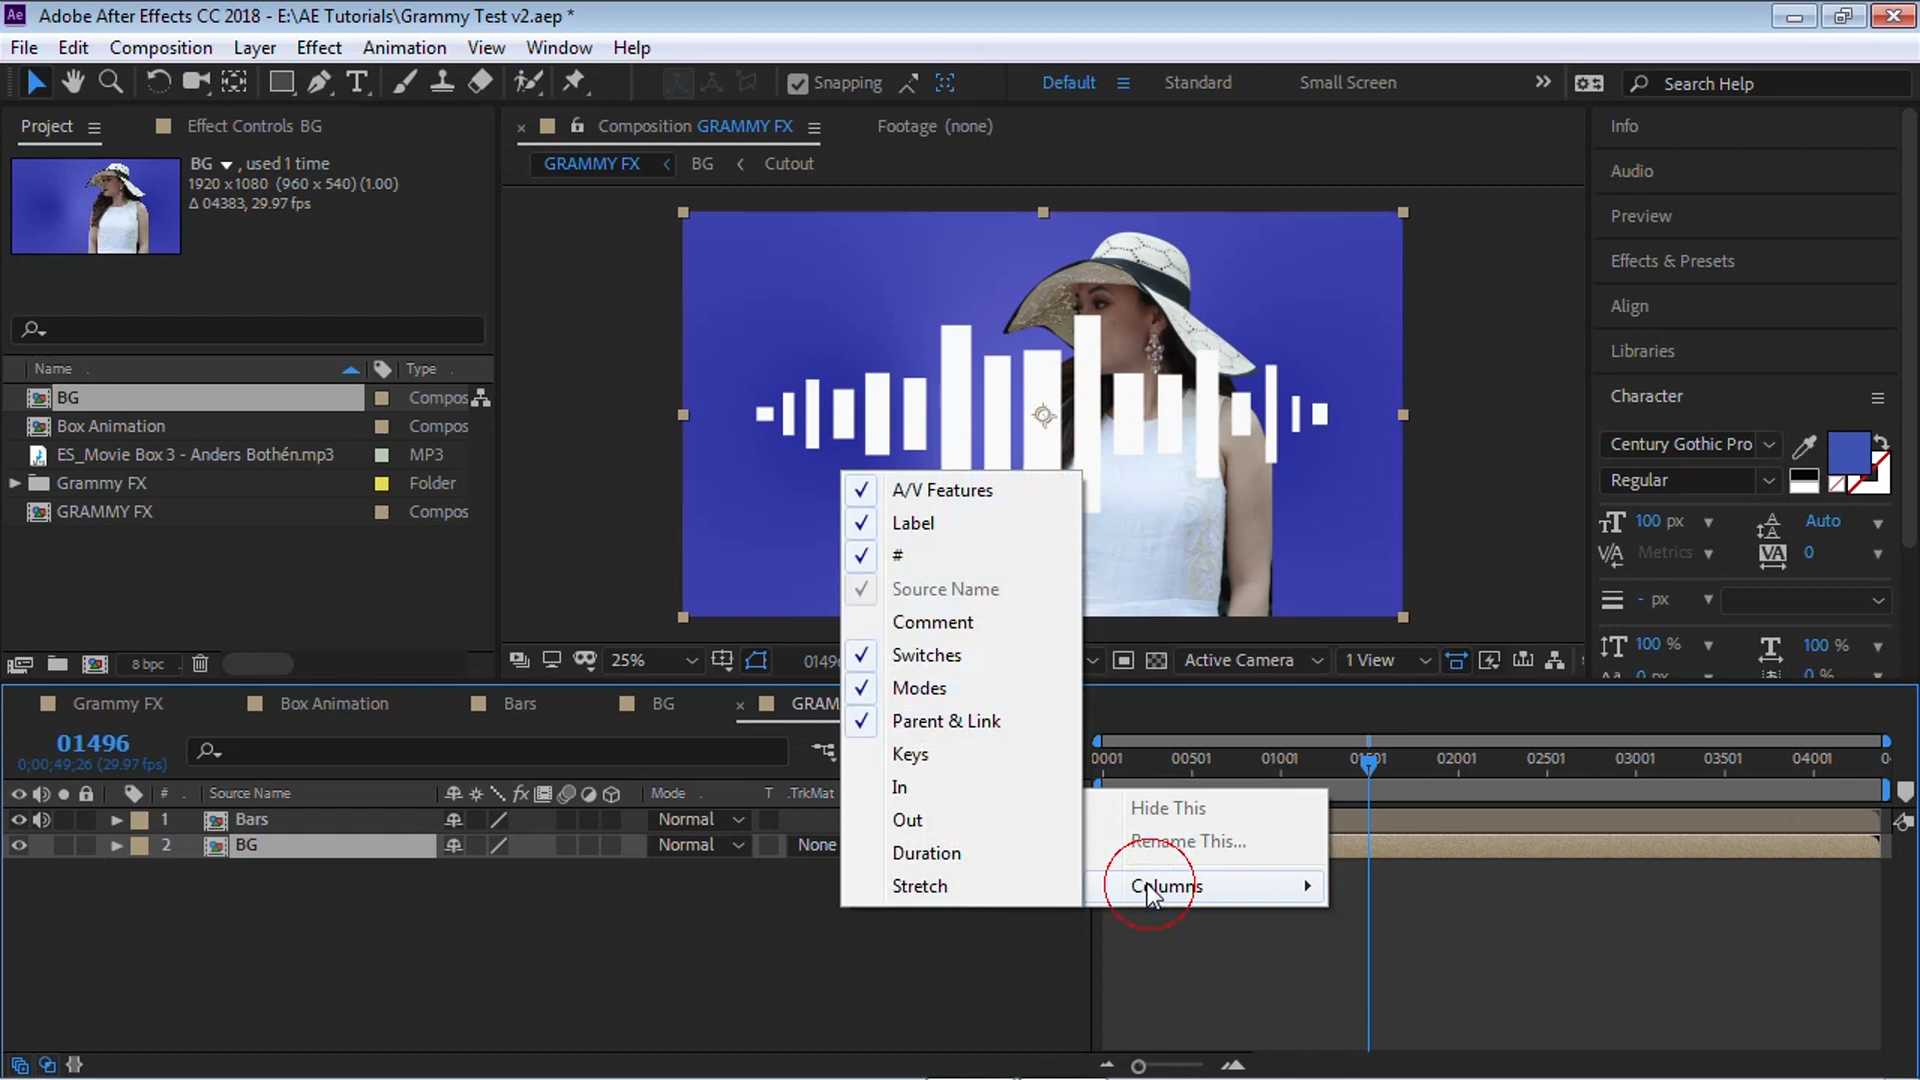 Ae Adobe After Effects CC 2018 - E:\AE Tutorials\Grammy Test v2.aep *
File Edit Composition Layer Effect Animation View Window Help
Snapping Default Standard Small Screen Search Help
Project Effect Controls BG
BG , used 1 time
1920 x1080 (960 x 540) (1.00)
Δ 04383, 29.97 fps
Name Type
BG Compos
Box Animation Compos
ES_Movie Box 3 - Anders Bothén.mp3 MP3
Grammy FX Folder
GRAMMY FX Compos
8 bpc
Composition GRAMMY FX Footage (none)
GRAMMY FX BG Cutout
25% Active Camera 1 View
Info
Audio
Preview
Effects & Presets
Align
Libraries
Character
Century Gothic Pro
Regular
100 px Auto
Metrics 0
- px
100 % 100 %
A/V Features
Label
#
Source Name
Comment
Switches
Modes
Parent & Link
Keys
In
Out
Duration
Stretch
Hide This
Rename This...
Columns
Grammy FX Box Animation Bars BG GRAM
01496
0;00;49;26 (29.97 fps)
# Source Name Mode T .TrkMat
1 Bars Normal
2 BG Normal None
0001 00501 01001 01501 02001 02501 03001 03501 04001